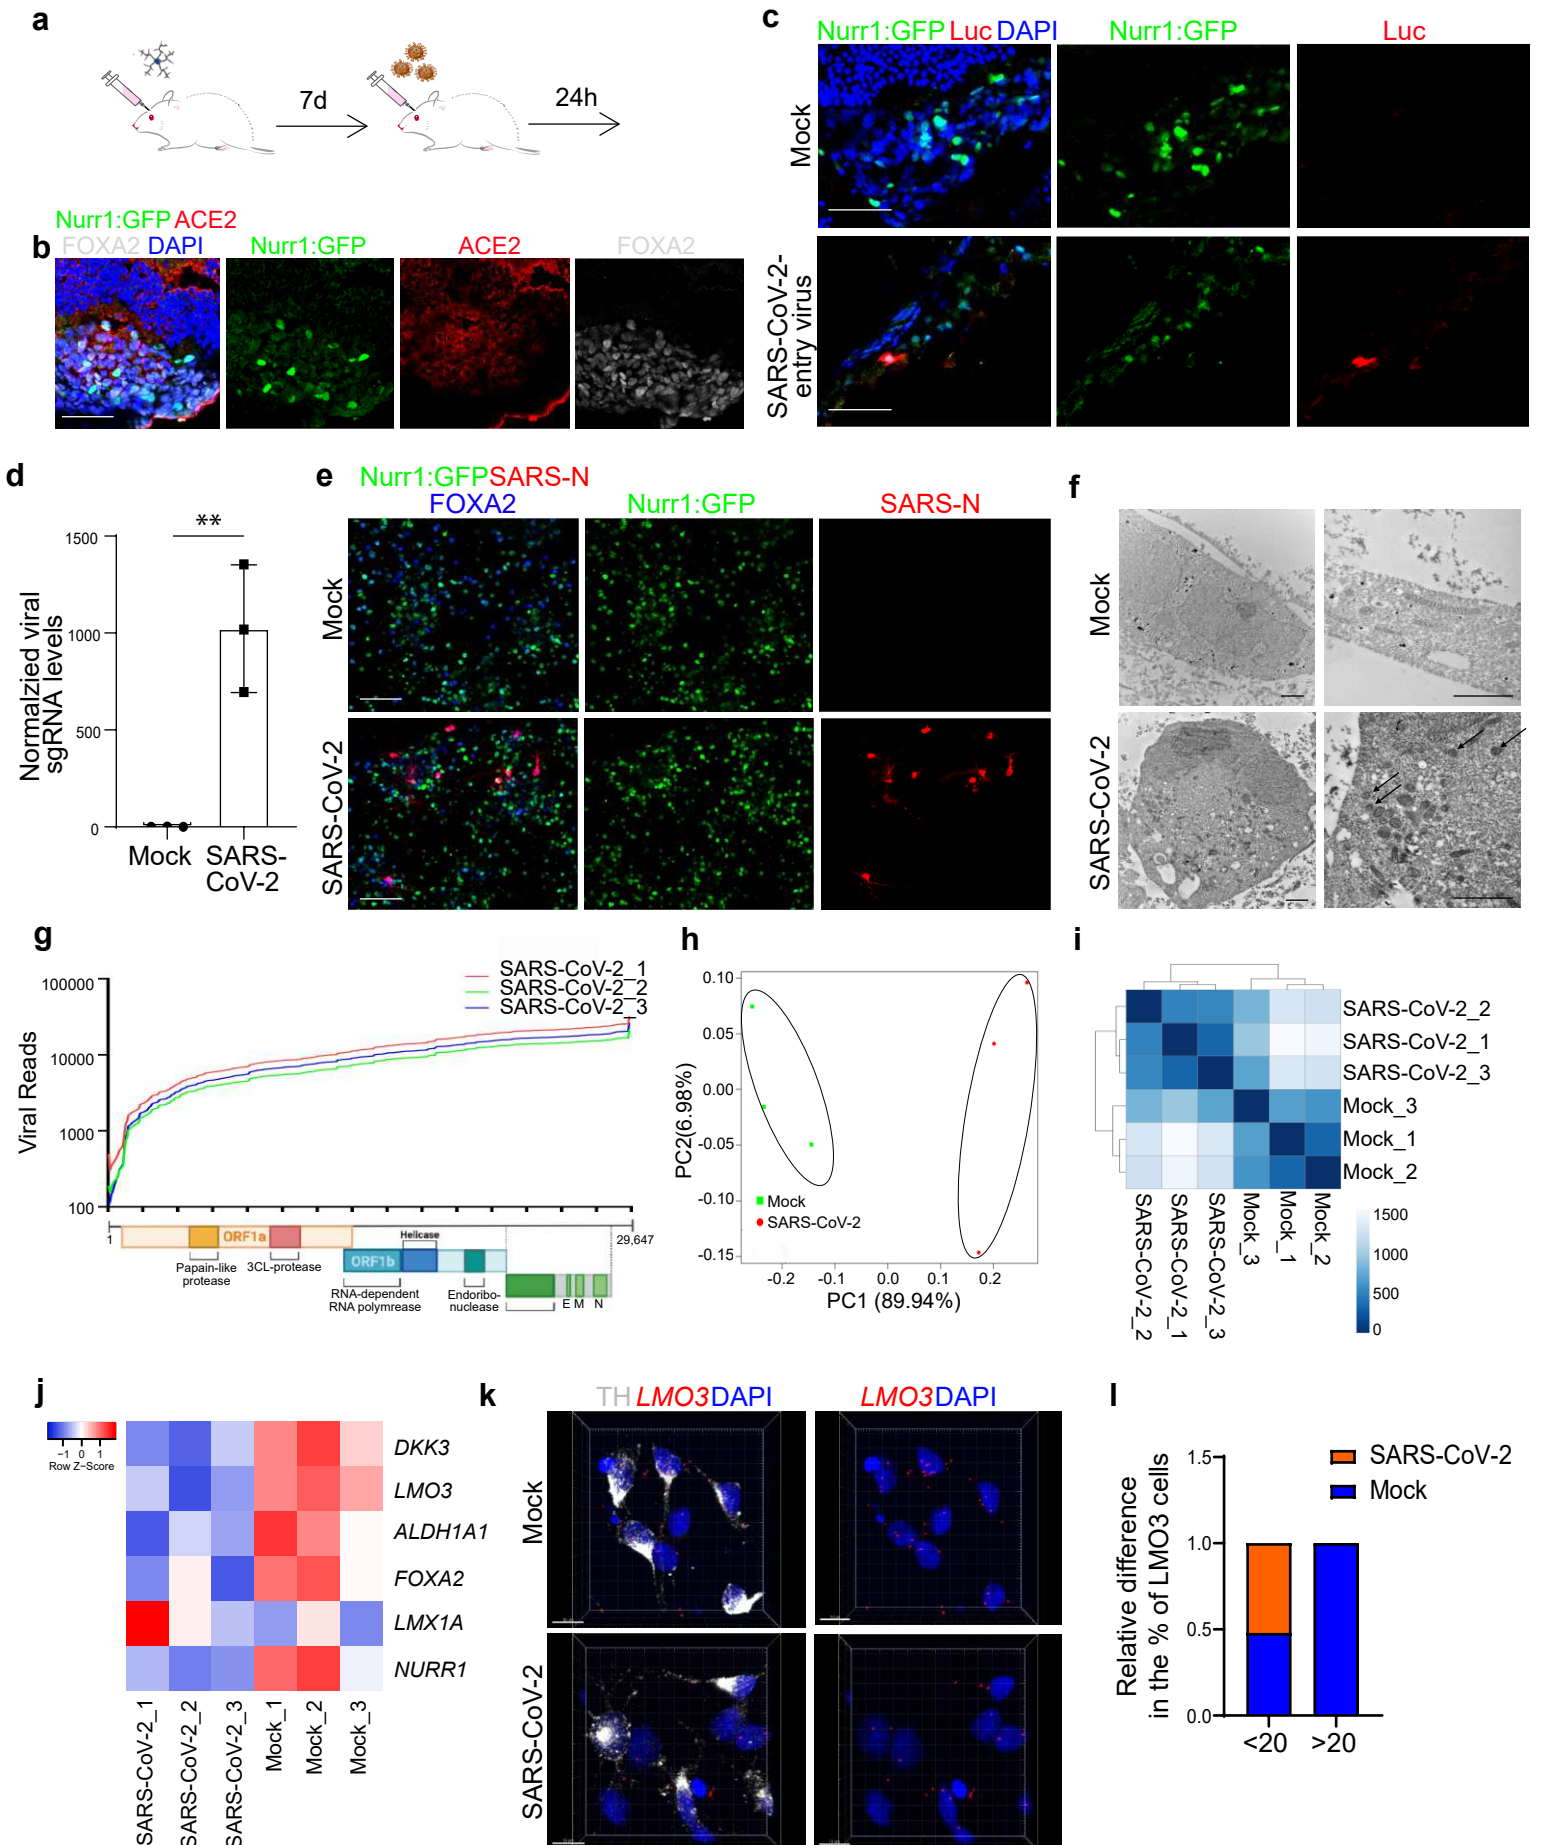 a
7d
24h
b
Nurr1:GFP ACE2
FOXA2 DAPI
Nurr1:GFP
ACE2
FOXA2
c
Nurr1:GFP Luc DAPI
Nurr1:GFP
Luc
Mock
SARS-CoV-2-
entry virus
d
**
Normalzied viral
sgRNA levels
1500
1000
500
0
Mock
SARS-
CoV-2
e
Nurr1:GFPSARS-N
FOXA2
Nurr1:GFP
SARS-N
Mock
SARS-CoV-2
f
Mock
SARS-CoV-2
g
Viral Reads
100000
10000
1000
100
SARS-CoV-2_1
SARS-CoV-2_2
SARS-CoV-2_3
1
29,647
ORF1a
Papain-like
protease
3CL-protease
Helicase
ORF1b
RNA-dependent
RNA polymrease
Endoribo-
nuclease
E M N
h
PC2(6.98%)
0.10
0.05
0.00
-0.05
-0.10
-0.15
Mock
SARS-CoV-2
-0.2 -0.1 0.0 0.1 0.2
PC1 (89.94%)
i
SARS-CoV-2_2
SARS-CoV-2_1
SARS-CoV-2_3
Mock_3
Mock_1
Mock_2
SARS-CoV-2_2
SARS-CoV-2_1
SARS-CoV-2_3
Mock_3
Mock_1
Mock_2
1500
1000
500
0
j
−1 0 1
Row Z−Score
DKK3
LMO3
ALDH1A1
FOXA2
LMX1A
NURR1
SARS-CoV-2_1
SARS-CoV-2_2
SARS-CoV-2_3
Mock_1
Mock_2
Mock_3
k
TH LMO3DAPI
LMO3DAPI
Mock
SARS-CoV-2
l
Relative difference
in the % of LMO3 cells
1.5
1.0
0.5
0.0
SARS-CoV-2
Mock
<20 >20